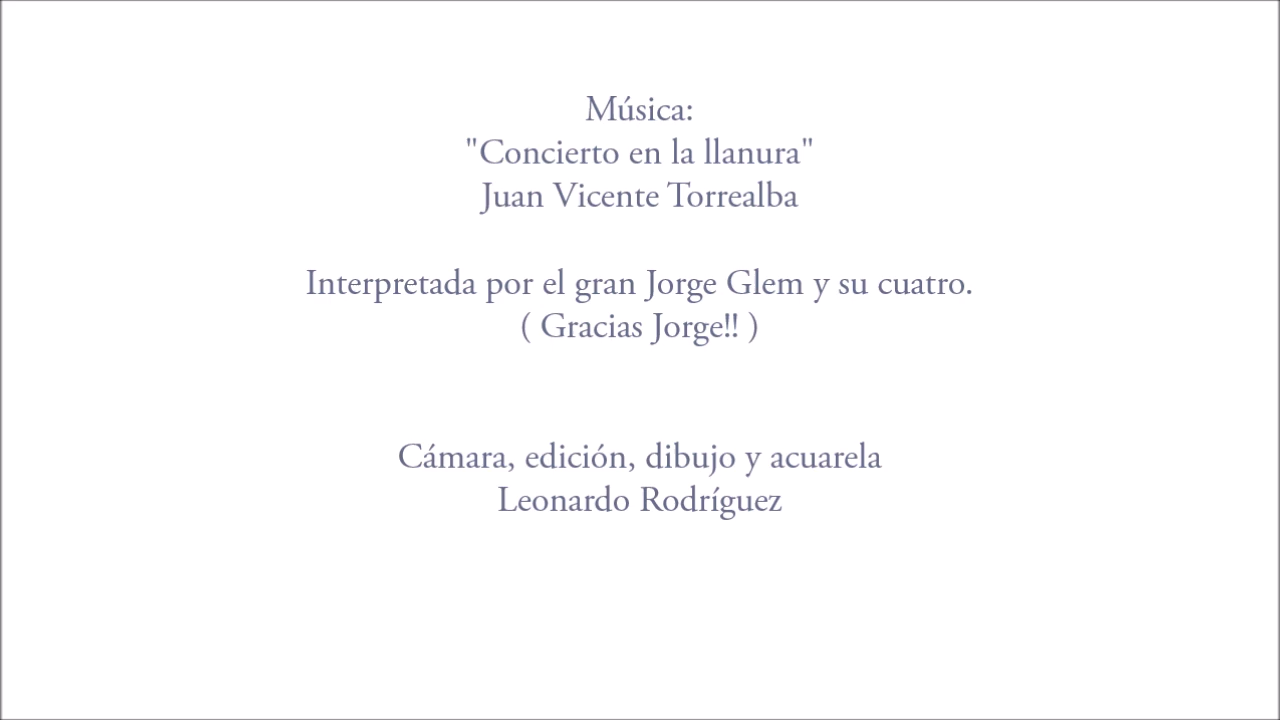 Música:
"Concierto en la llanura"
Juan Vicente Torrealba
Interpretada por el gran Jorge Glem y su cuatro.
( Gracias Jorge!! )
Cámara, edición, dibujo y acuarela
Leonardo Rodríguez